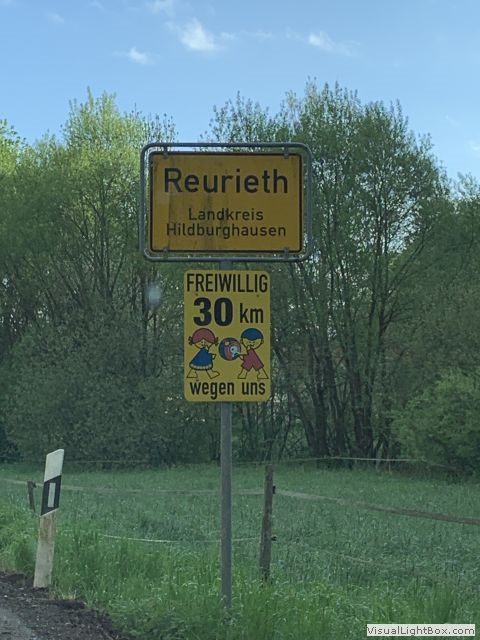 Reurieth
Landkreis
Hildburghausen
FREIWILLIG
30 km
wegen uns
VisualLightBox.com